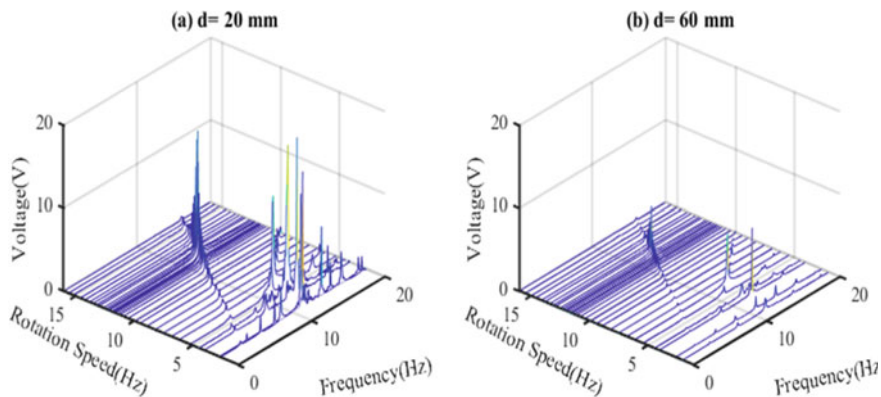 (a) d= 20 mm
20
10
0
Voltage(V)
15
10
5
Rotation Speed(Hz)
0
10
20
Frequency(Hz)
(b) d= 60 mm
20
10
0
Voltage(V)
15
10
5
Rotation Speed(Hz)
0
10
20
Frequency(Hz